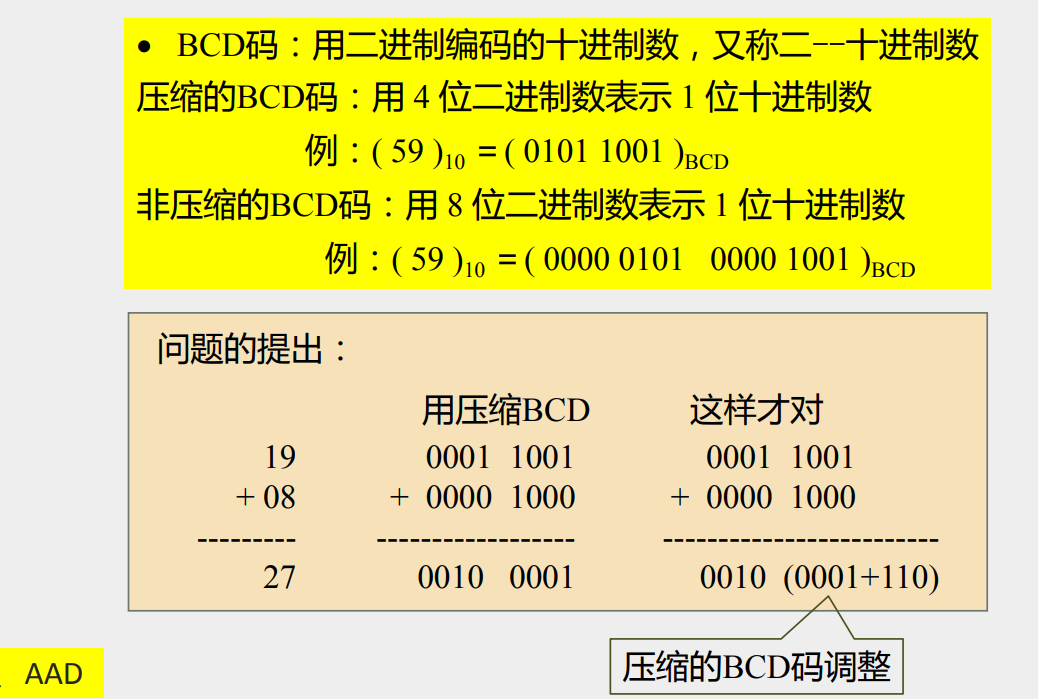 • BCD码：用二进制编码的十进制数，又称二--十进制数
压缩的BCD码：用 4 位二进制数表示 1 位十进制数
例：( 59 )10 = ( 0101 1001 )BCD
非压缩的BCD码：用 8 位二进制数表示 1 位十进制数
例：( 59 )10 = ( 0000 0101 0000 1001 )BCD
问题的提出：
用压缩BCD 这样才对
19 0001 1001 0001 1001
+ 08 + 0000 1000 + 0000 1000
--------- ------------------ -------------------------
27 0010 0001 0010 (0001+110)
压缩的BCD码调整
AAD